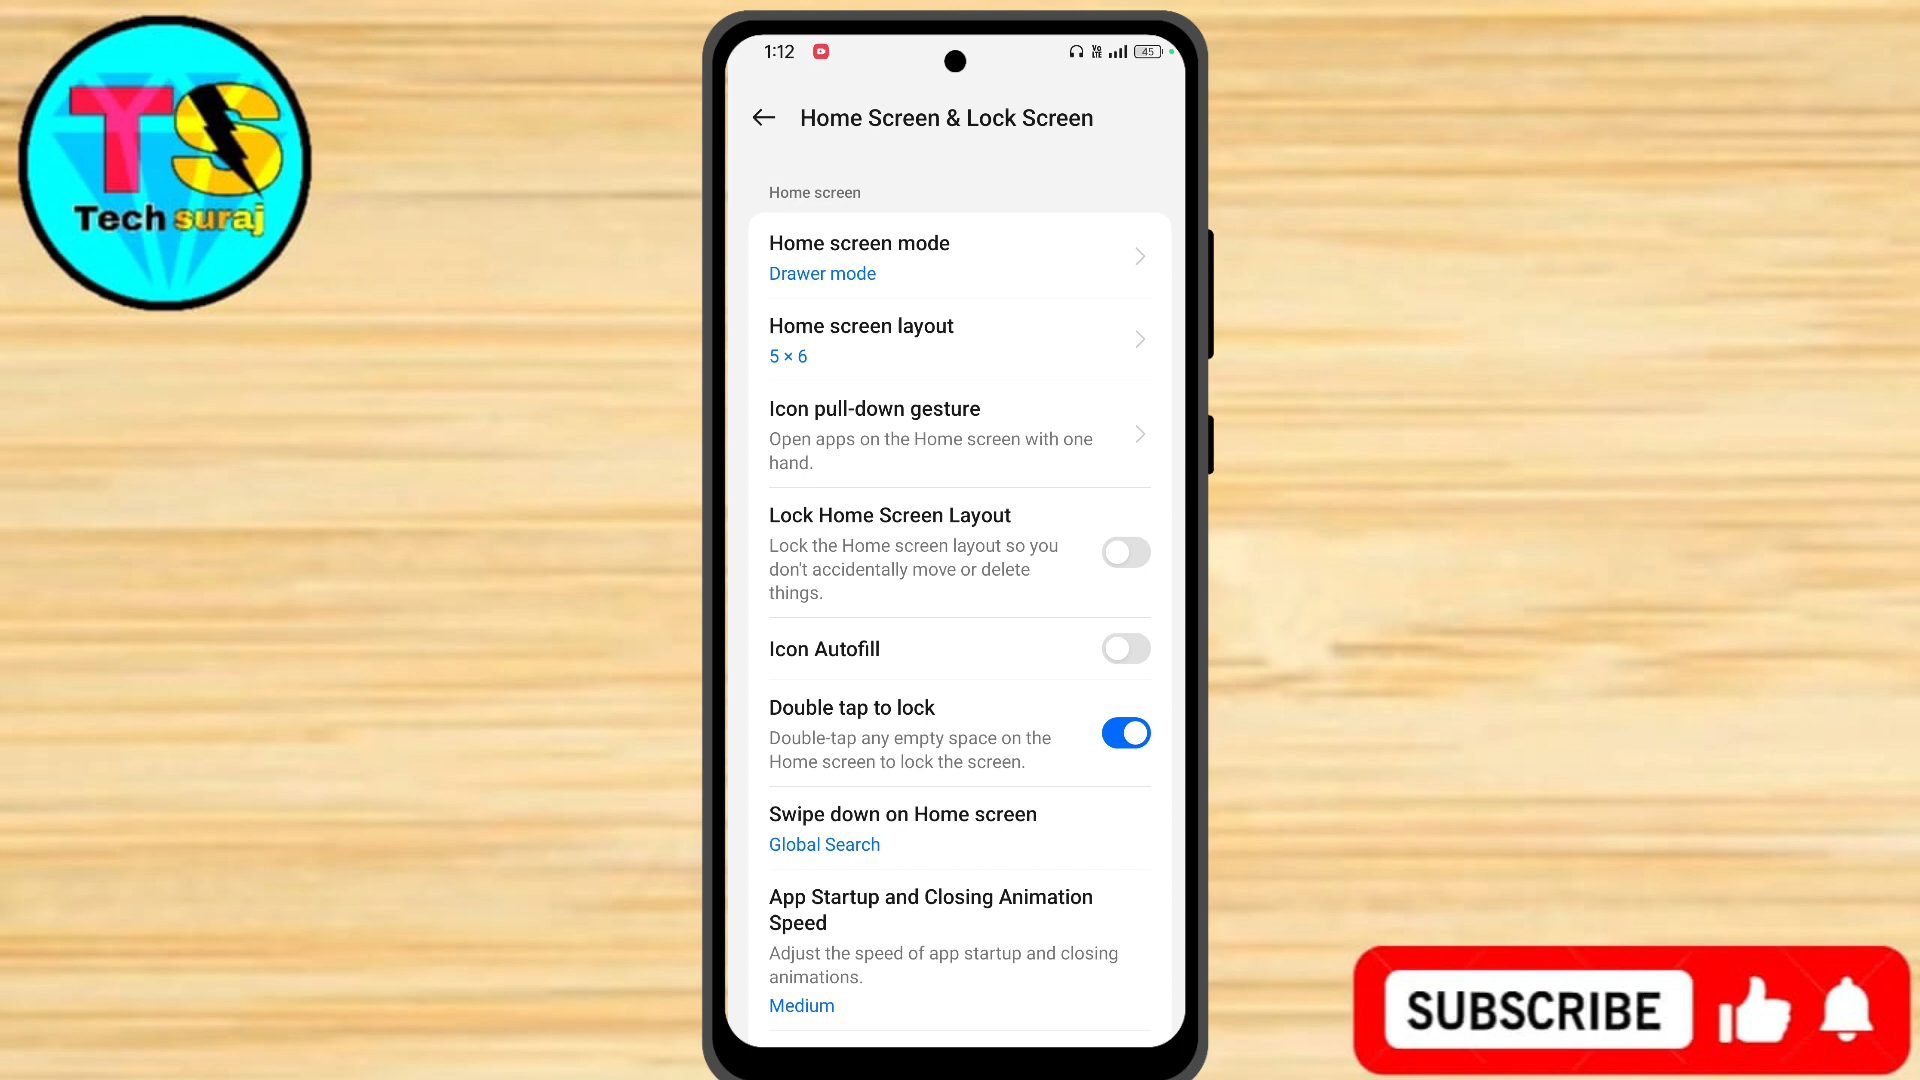 TS
Tech suraj
1:12
Vo
LTE
45
Home Screen & Lock Screen
Home screen
Home screen mode
Drawer mode
Home screen layout
5 × 6
Icon pull-down gesture
Open apps on the Home screen with one
hand.
Lock Home Screen Layout
Lock the Home screen layout so you
don't accidentally move or delete
things.
Icon Autofill
Double tap to lock
Double-tap any empty space on the
Home screen to lock the screen.
Swipe down on Home screen
Global Search
App Startup and Closing Animation
Speed
Adjust the speed of app startup and closing
animations.
Medium
SUBSCRIBE